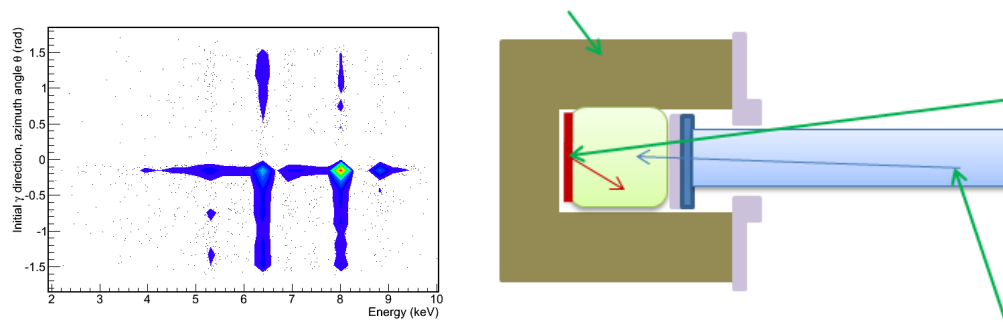 Initial γ direction, azimuth angle θ (rad)
1.5
1
0.5
0
-0.5
-1
-1.5
2 3 4 5 6 7 8 9 10
Energy (keV)